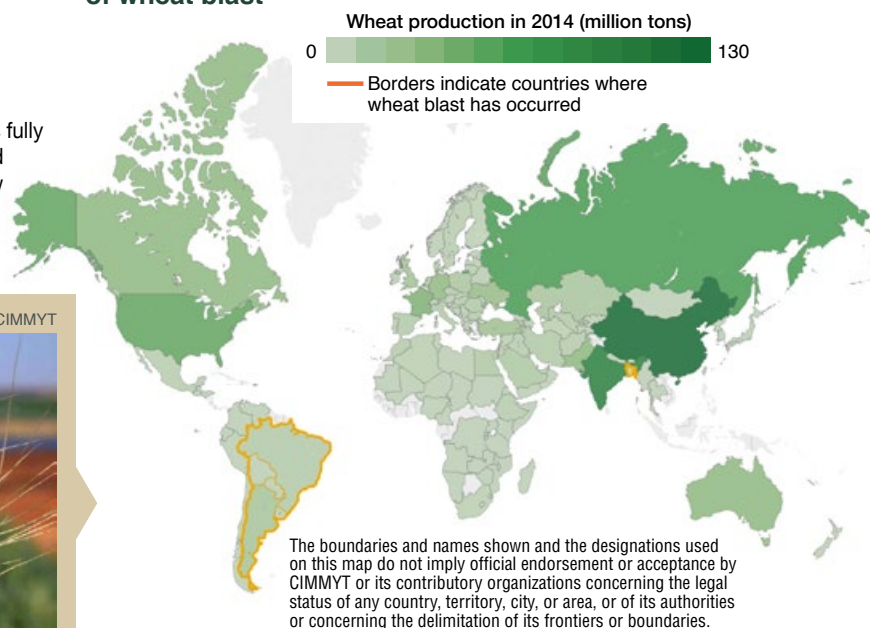 of wheat blast
Wheat production in 2014 (million tons)
0 130
Borders indicate countries where
wheat blast has occurred
fully
CIMMYT
The boundaries and names shown and the designations used
on this map do not imply official endorsement or acceptance by
CIMMYT or its contributory organizations concerning the legal
status of any country, territory, city, or area, or of its authorities
or concerning the delimitation of its frontiers or boundaries.